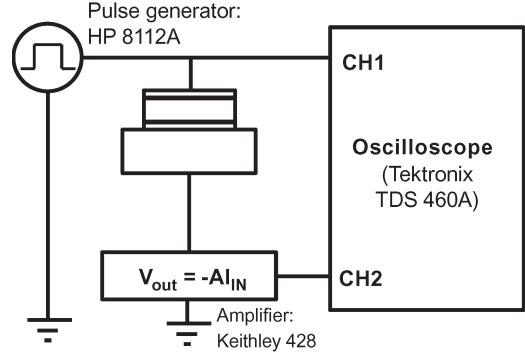 Pulse generator:
HP 8112A
CH1
Oscilloscope
(Tektronix
TDS 460A)
V_out = -AI_IN
CH2
Amplifier:
Keithley 428